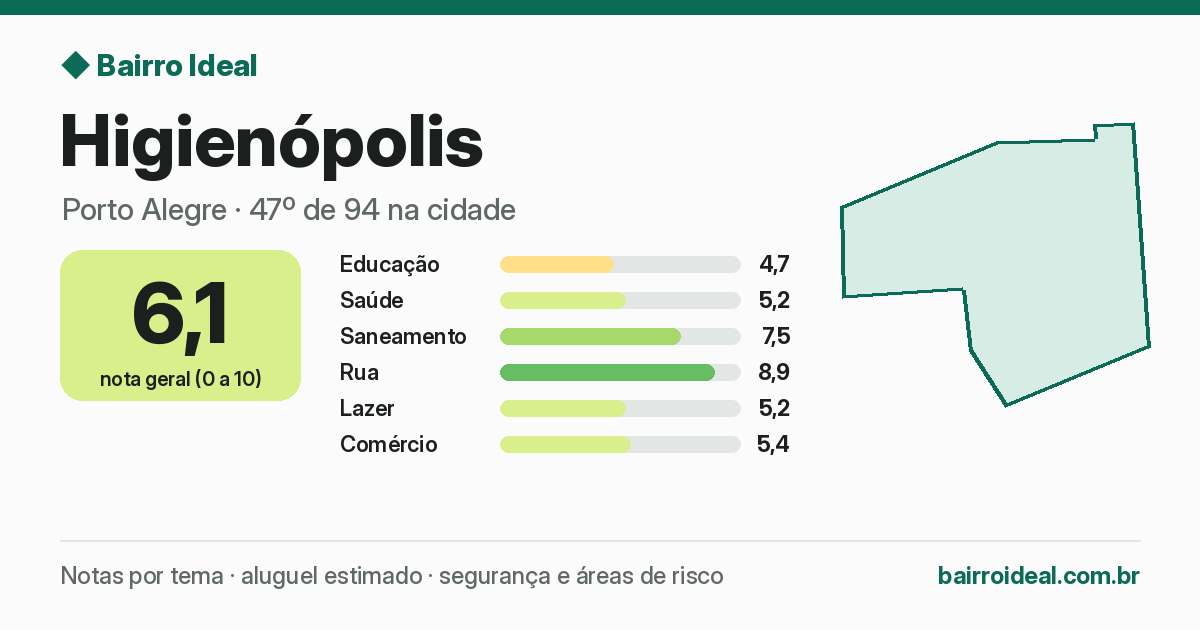 Bairro Ideal
Higienópolis
Porto Alegre · 47º de 94 na cidade
6,1
nota geral (0 a 10)
Educação 4,7
Saúde 5,2
Saneamento 7,5
Rua 8,9
Lazer 5,2
Comércio 5,4
Notas por tema · aluguel estimado · segurança e áreas de risco
bairroideal.com.br